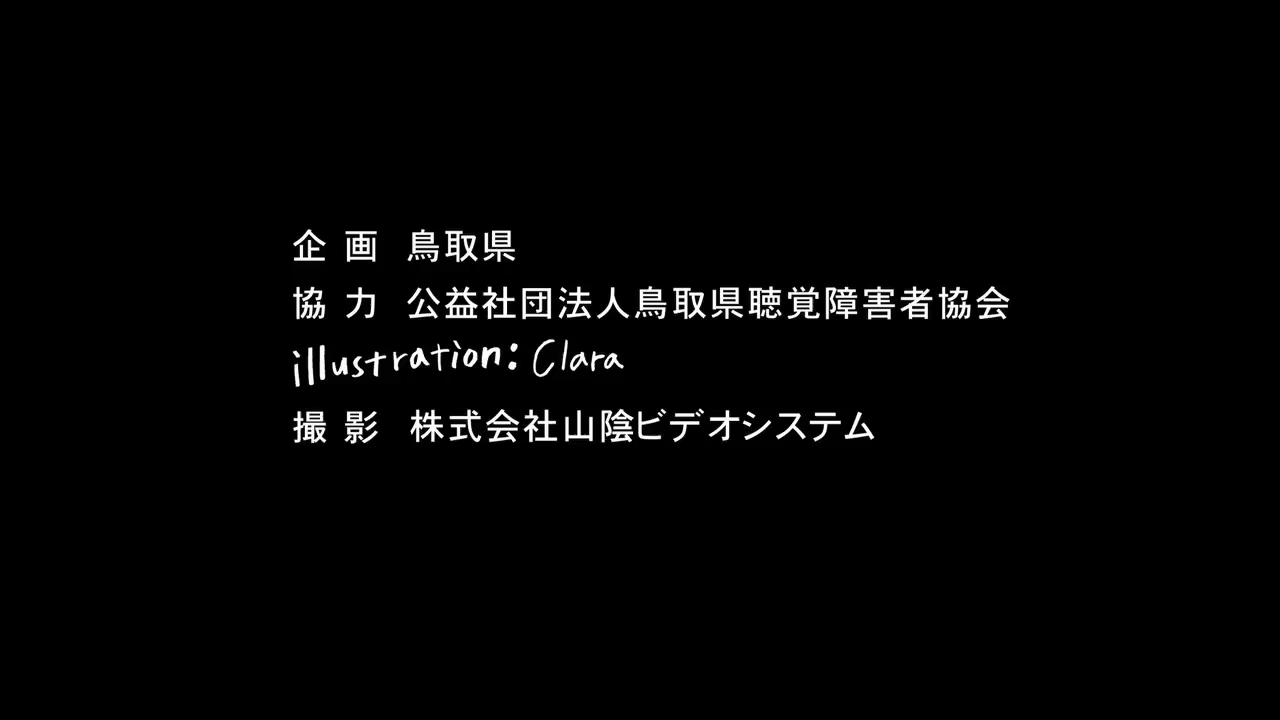 企 画 鳥取県
協 力 公益社団法人鳥取県聴覚障害者協会
illustration: Clara
撮 影 株式会社山陰ビデオシステム